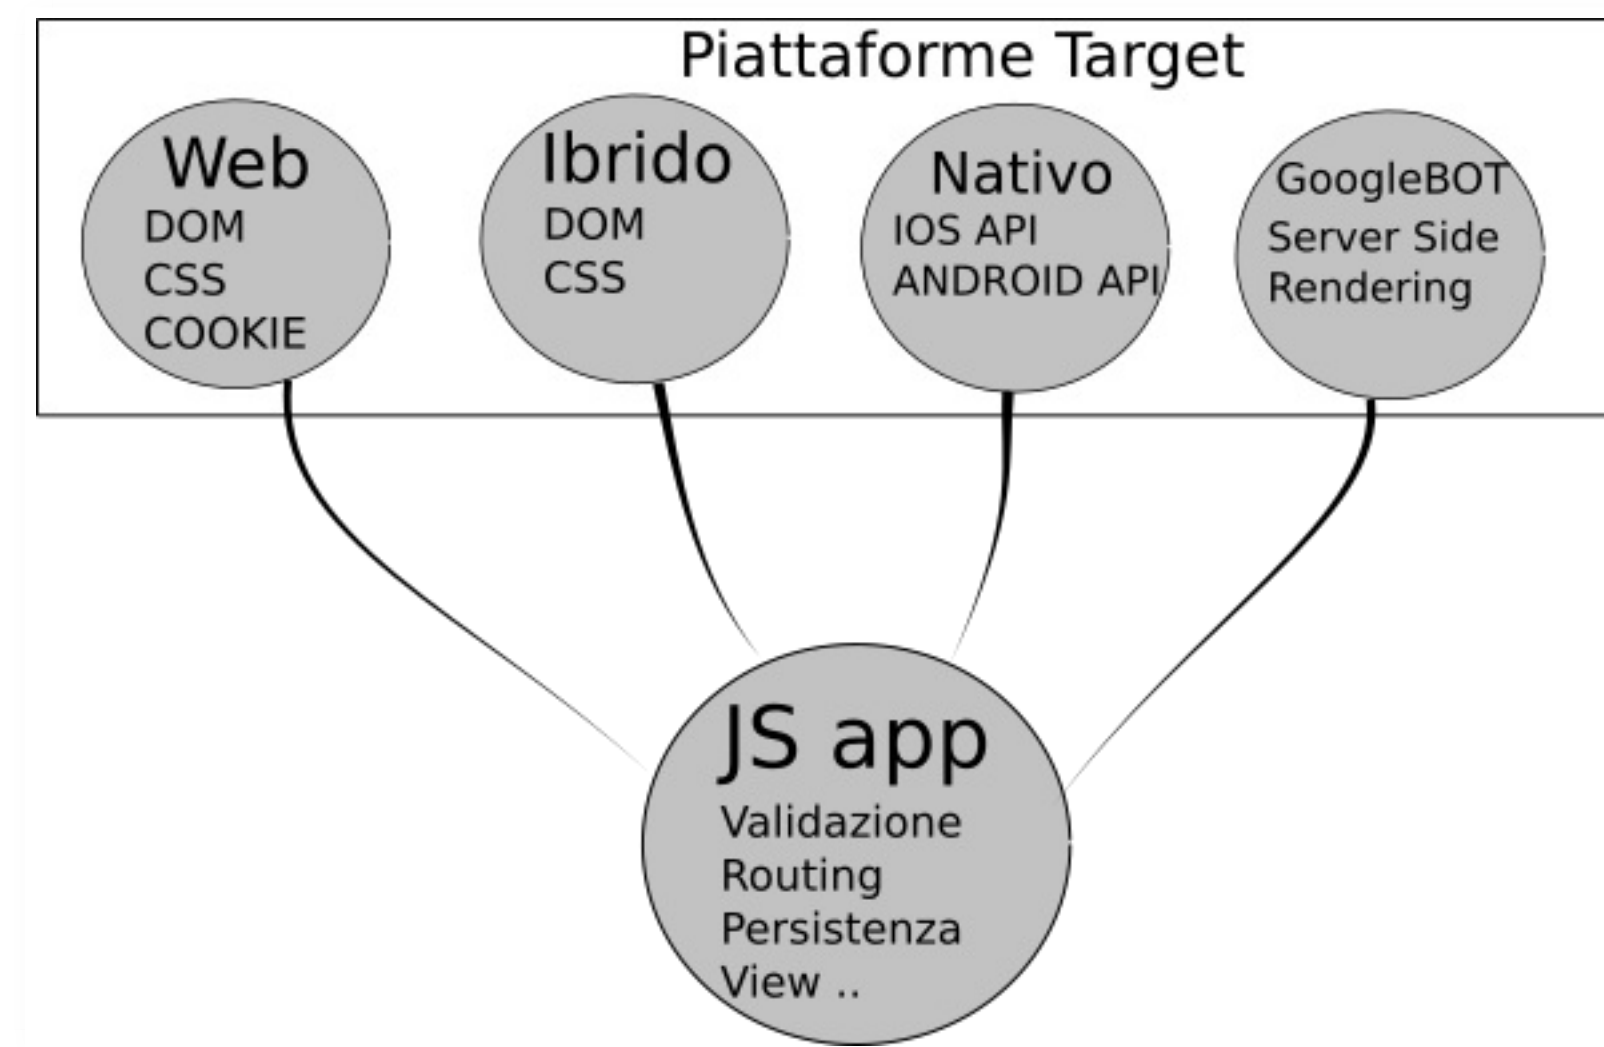 Piattaforme Target
Web
DOM
CSS
COOKIE
Ibrido
DOM
CSS
Nativo
IOS API
ANDROID API
GoogleBOT
Server Side
Rendering
JS app
Validazione
Routing
Persistenza
View ..